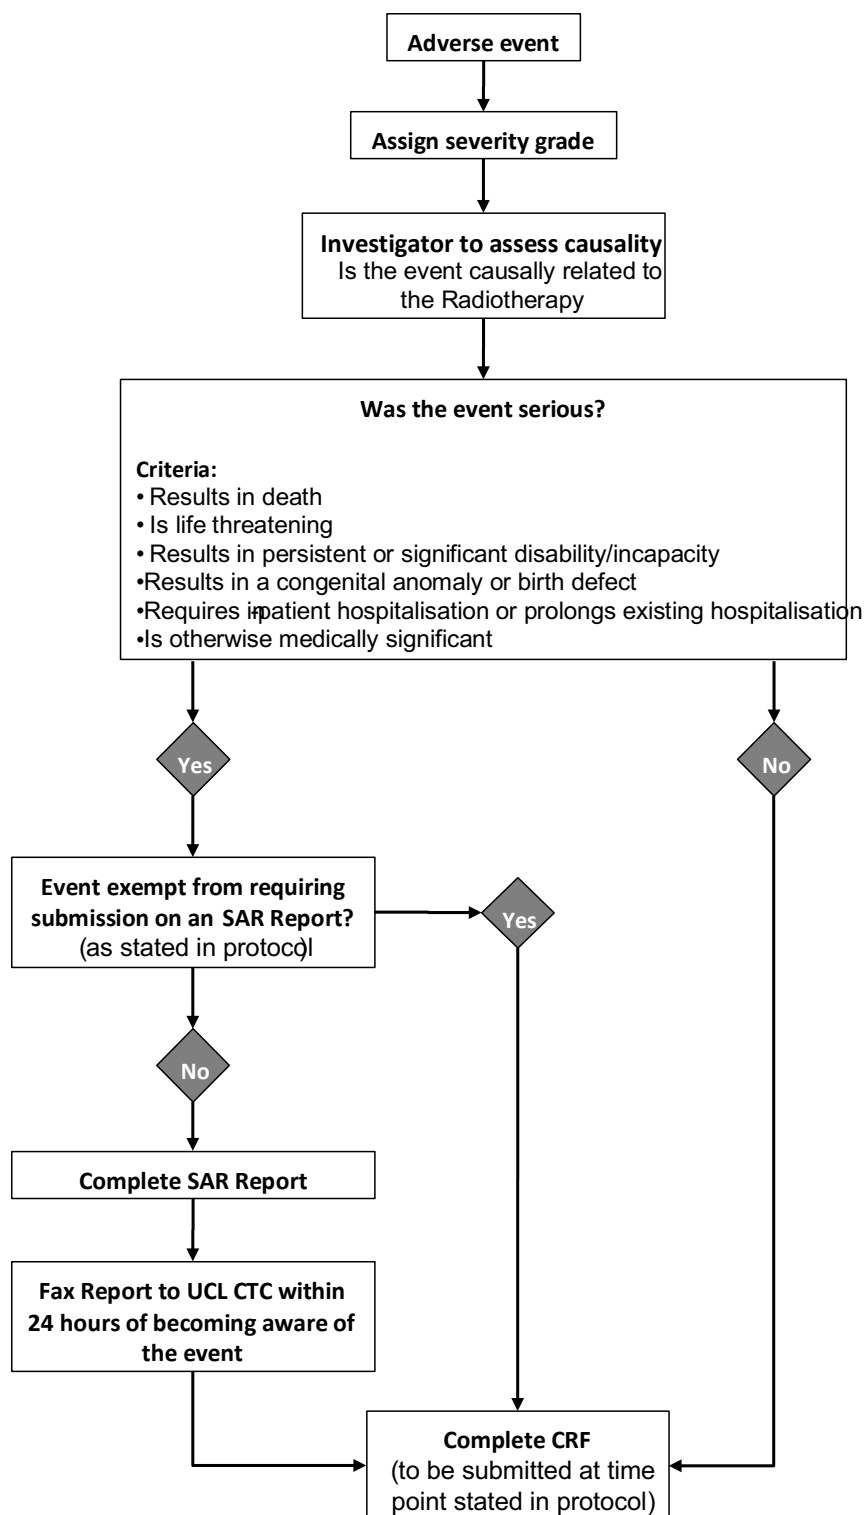 Adverse event
Assign severity grade
Investigator to assess causality
Is the event causally related to
the Radiotherapy
Was the event serious?
Criteria:
• Results in death
• Is life threatening
• Results in persistent or significant disability/incapacity
•Results in a congenital anomaly or birth defect
•Requires in-patient hospitalisation or prolongs existing hospitalisation
•Is otherwise medically significant
Yes
No
Event exempt from requiring
submission on an SAR Report?
(as stated in protocol)
Yes
No
Complete SAR Report
Fax Report to UCL CTC within
24 hours of becoming aware of
the event
Complete CRF
(to be submitted at time
point stated in protocol)